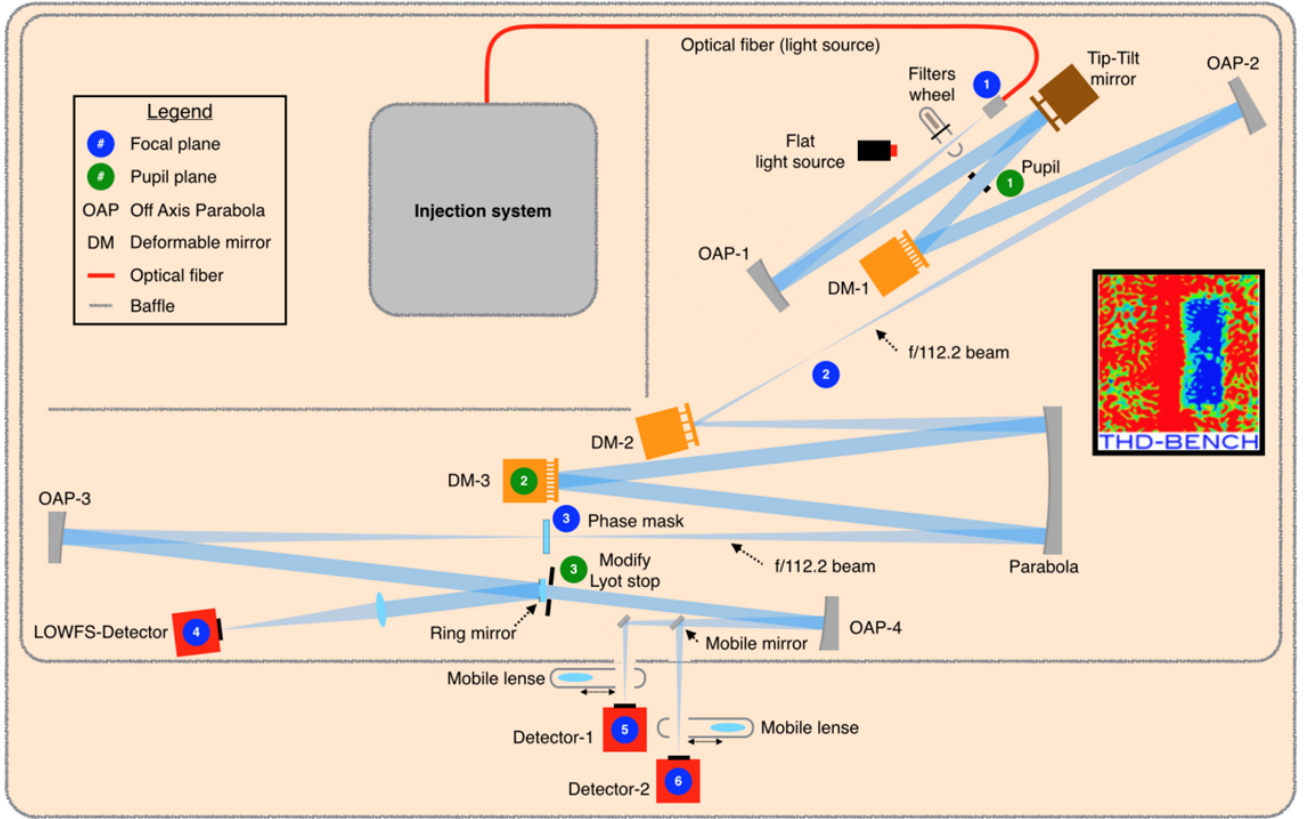 Optical fiber (light source)
Tip-Tilt
mirror
OAP-2
Filters
wheel
1
Legend
# Focal plane
# Pupil plane
OAP Off Axis Parabola
DM Deformable mirror
Optical fiber
Baffle
Injection system
Flat
light source
Pupil
1
OAP-1
DM-1
f/112.2 beam
2
THD-BENCH
DM-2
DM-3
2
OAP-3
3
Phase mask
f/112.2 beam
Parabola
3
Modify
Lyot stop
LOWFS-Detector
4
Ring mirror
OAP-4
Mobile mirror
Mobile lense
Detector-1
5
Mobile lense
Detector-2
6